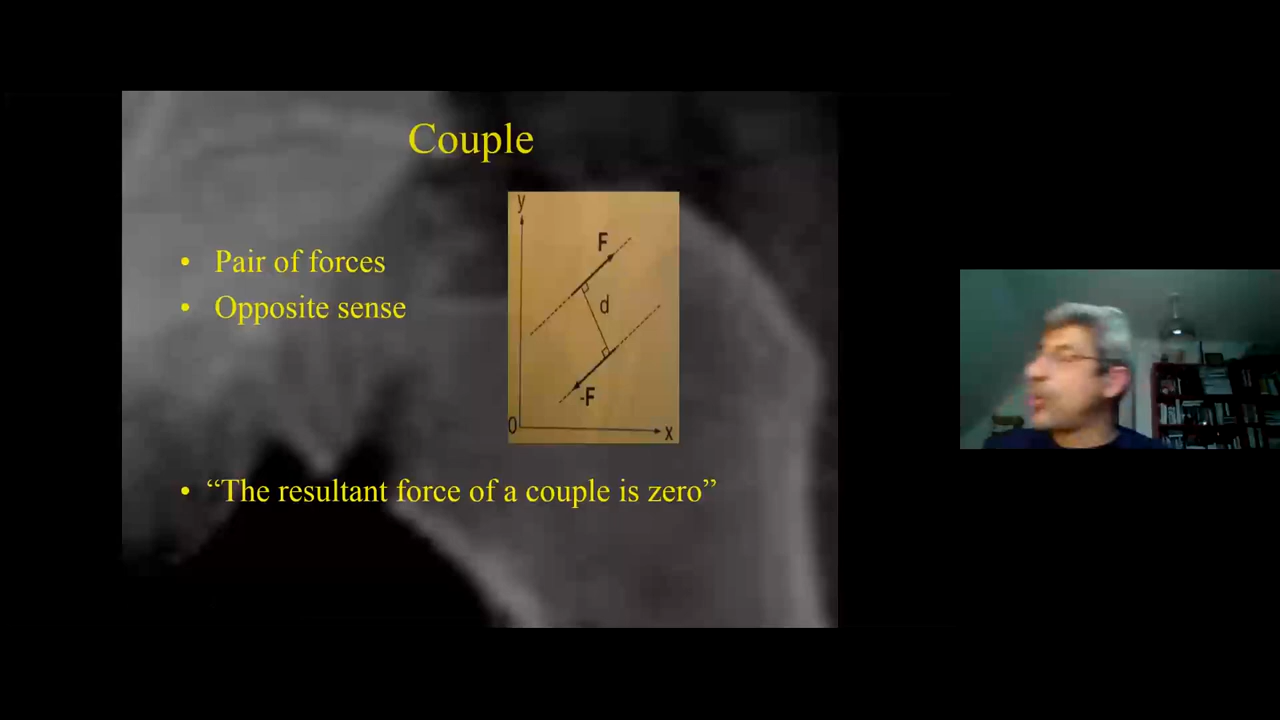 Couple
• Pair of forces
• Opposite sense
y
F
d
-F
0
x
• “The resultant force of a couple is zero”